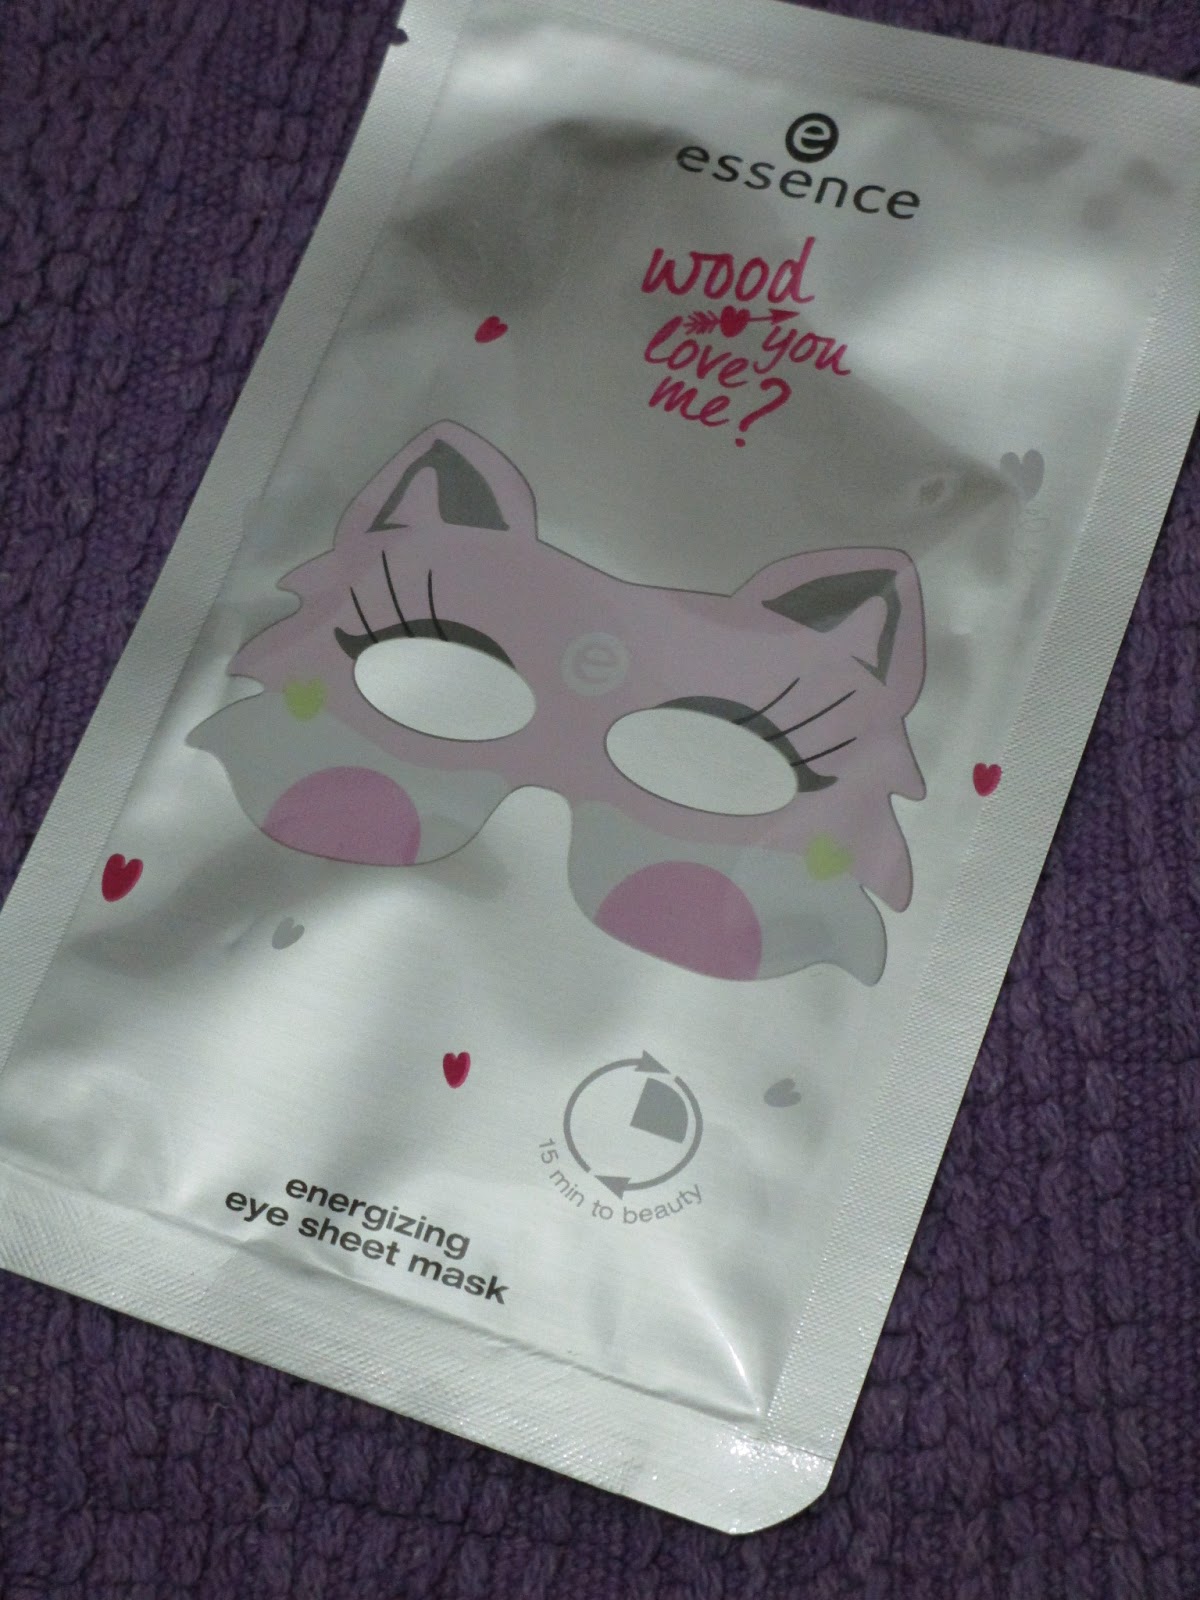 e
essence
wood
love you
me?
e
15 min to beauty
energizing
eye sheet mask